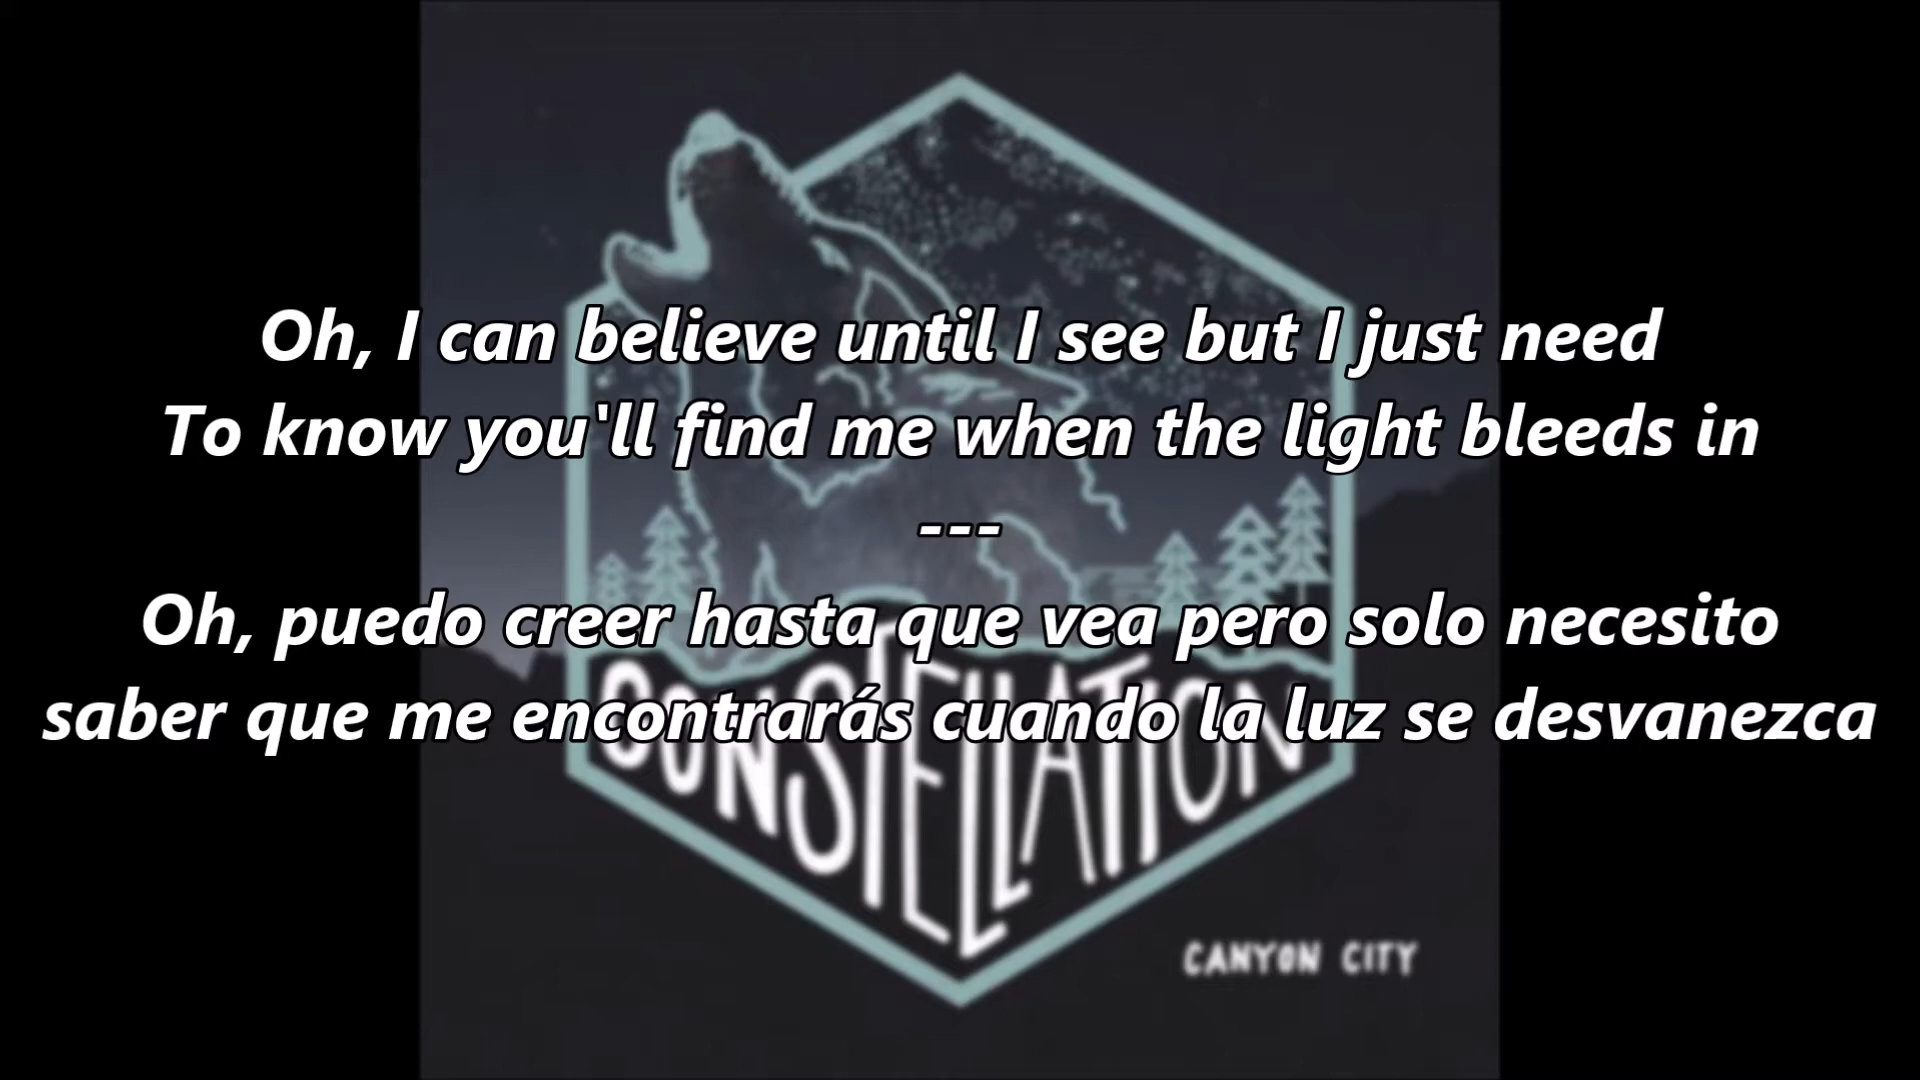 Oh, I can believe until I see but I just need
To know you'll find me when the light bleeds in
---
Oh, puedo creer hasta que vea pero solo necesito
saber que me encontrarás cuando la luz se desvanezca
CONSTELLATION
CANYON CITY